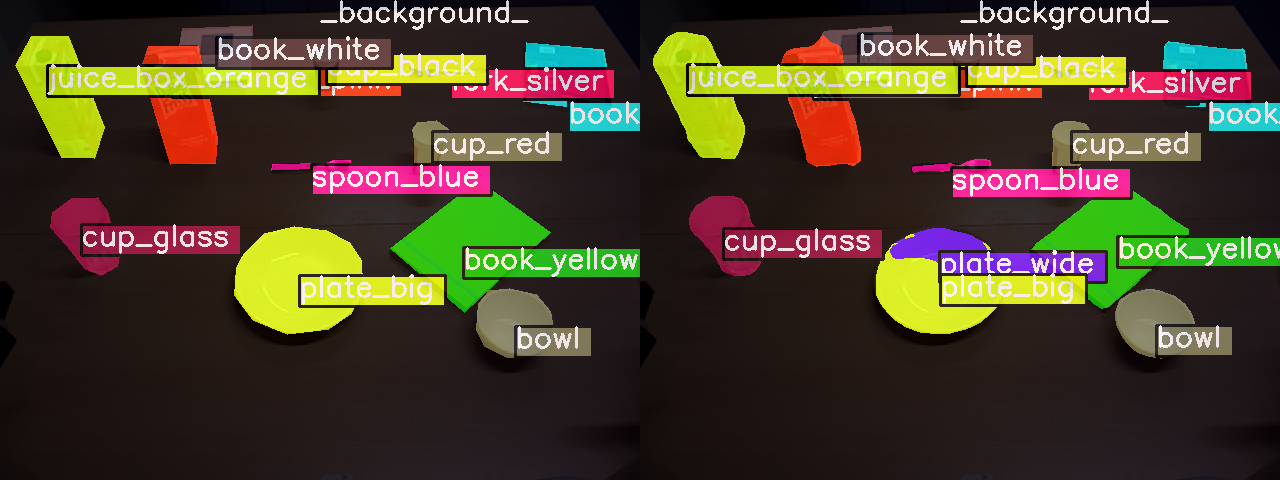 _background_
book_white
juice_box_orange
cup_black
fork_silver
book
cup_red
spoon_blue
cup_glass
book_yellow
plate_big
bowl
_background_
book_white
juice_box_orange
cup_black
fork_silver
book
cup_red
spoon_blue
cup_glass
book_yellow
plate_wide
plate_big
bowl